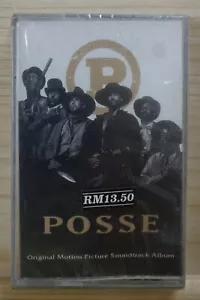 P
RM13.50
POSSE
Original Motion Picture Soundtrack Album